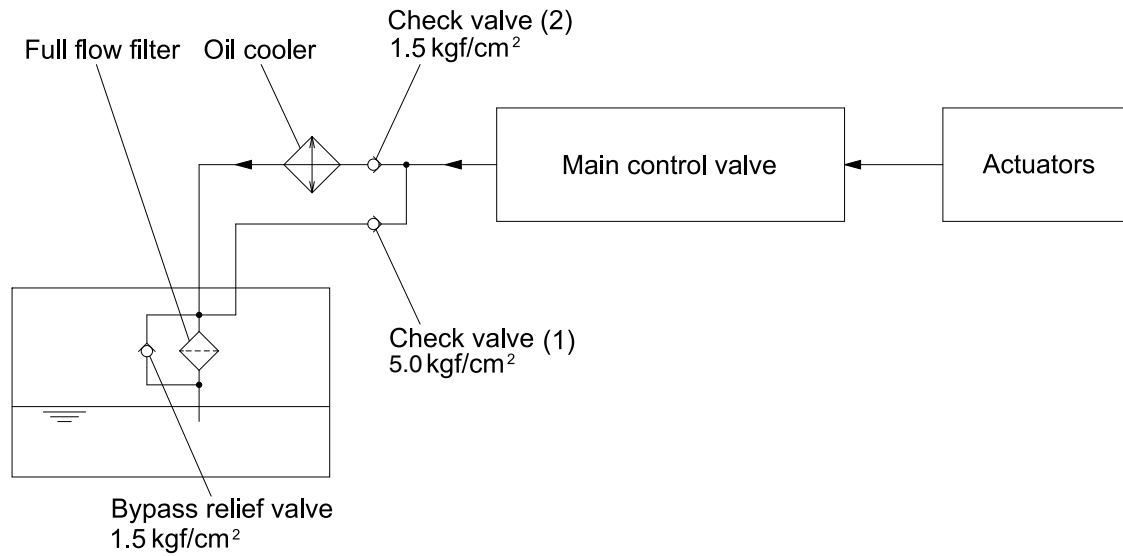 Check valve (2)
1.5 kgf/cm²
Full flow filter
Oil cooler
Main control valve
Actuators
Check valve (1)
5.0 kgf/cm²
Bypass relief valve
1.5 kgf/cm²